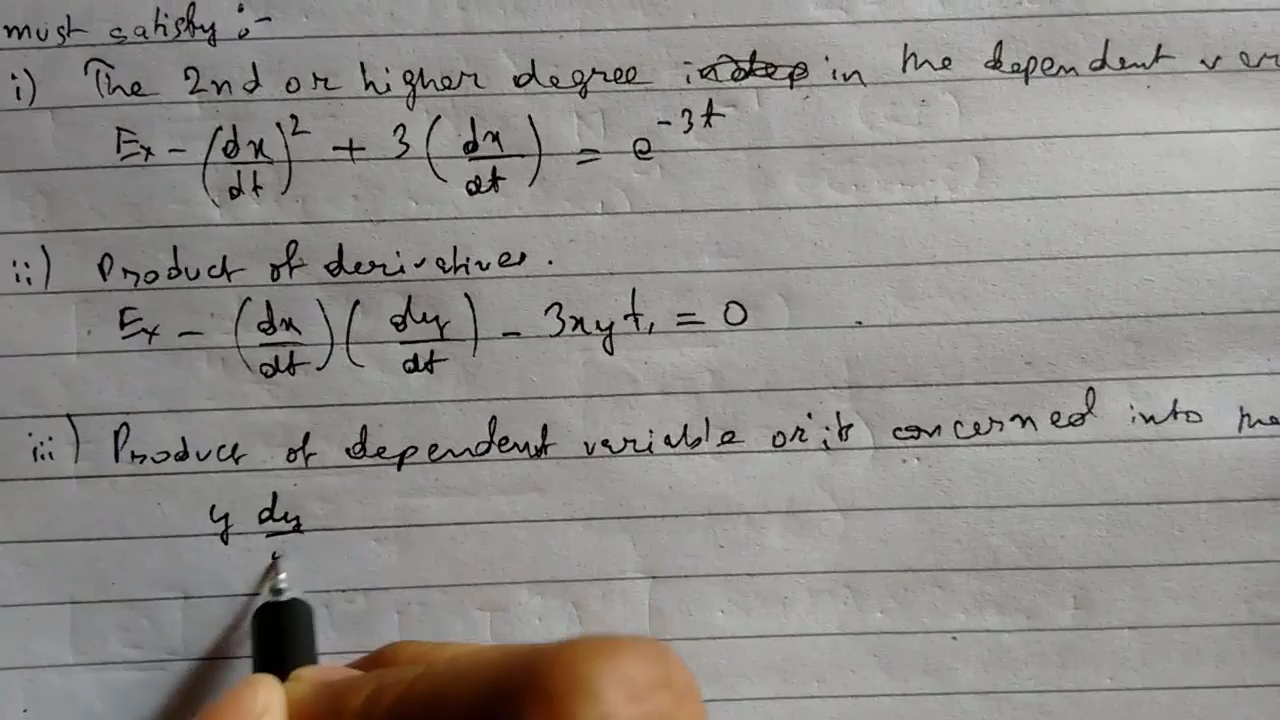 must satisfy :-
i) The 2nd or higher degree in the dependent var
Ex - (dx/dt)² + 3 (dx/dt) = e^-3t
ii) Product of derivatives.
Ex - (dx/dt) (dy/dt) - 3xyt, = 0
iii) Product of dependent variable or it concerned into the
y dy